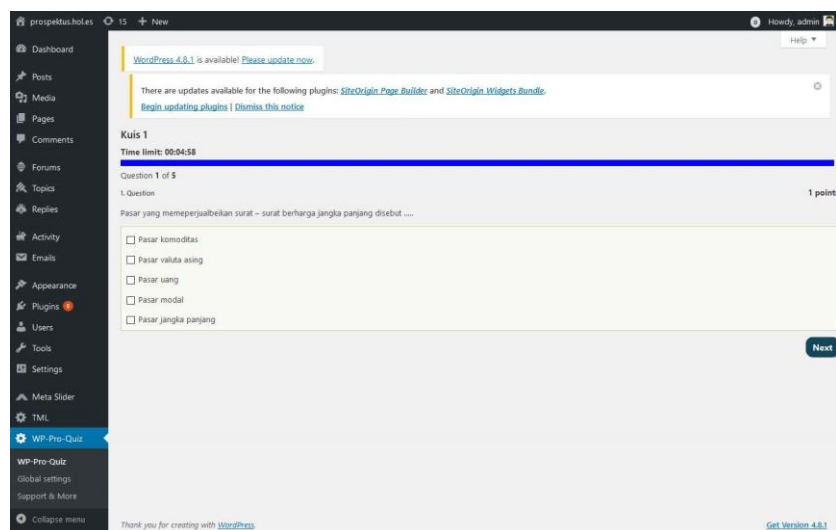 prospektus.hol.es 15 + New
0 Howdy, admin
Help ▼
Dashboard
Posts
Media
Pages
Comments
Forums
Topics
Replies
Activity
Emails
Appearance
Plugins
Users
Tools
Settings
Meta Slider
TML
WP-Pro-Quiz
WP-Pro-Quiz
Global settings
Support & More
Collapse menu
WordPress 4.8.1 is available! Please update now.
There are updates available for the following plugins: SiteOrigin Page Builder and SiteOrigin Widgets Bundle.
Begin updating plugins | Dismiss this notice
Kuis 1
Time limit: 00:04:58
Question 1 of 5
1. Question
1 point
Pasar yang memeperjualbeikan surat – surat berharga jangka panjang disebut .....
Pasar komoditas
Pasar valuta asing
Pasar uang
Pasar modal
Pasar jangka panjang
Next
Thank you for creating with WordPress.
Get Version 4.8.1